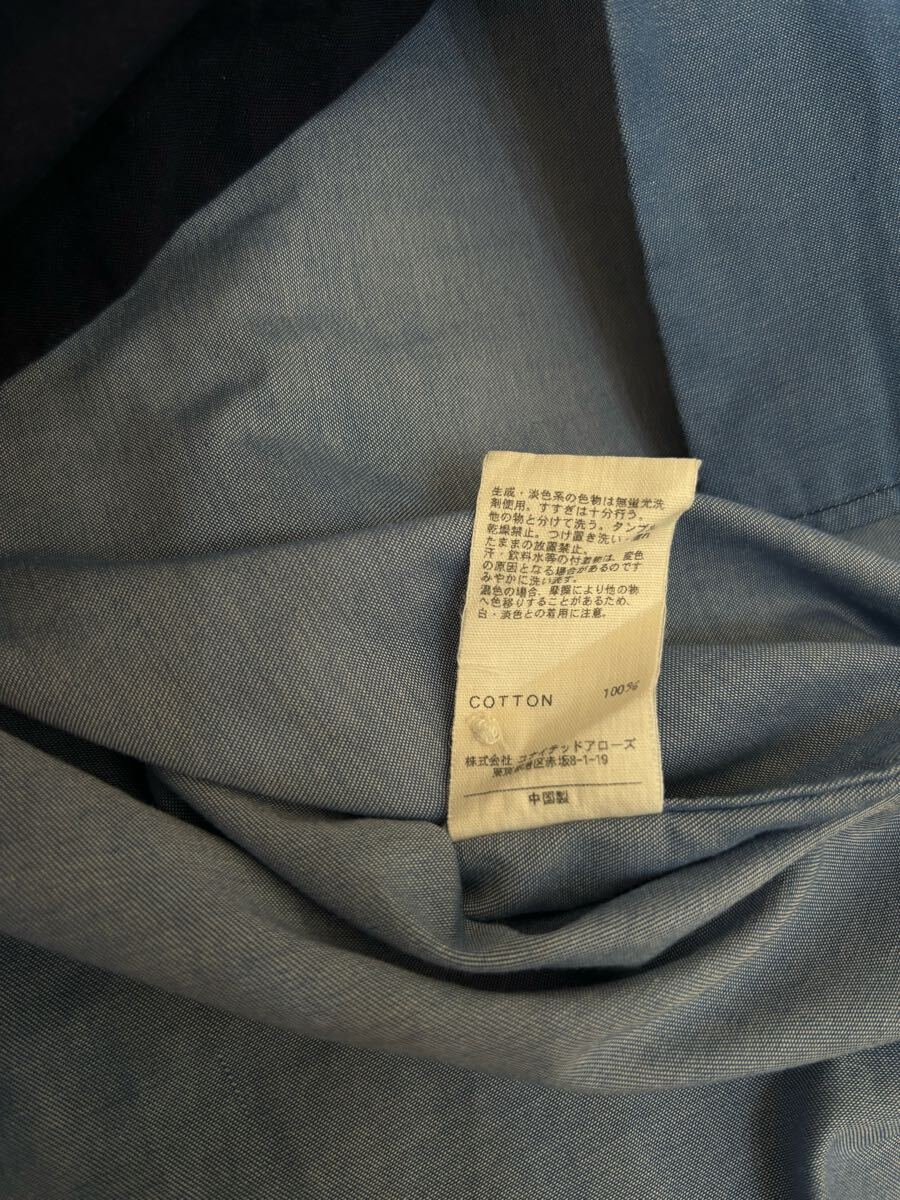 生成・淡色系の色物は無蛍光洗
剤使用。すすぎは十分行う。
他の物と分けて洗う。タンブ
乾燥禁止。つけ置き洗い・濡れ
たままの放置禁止。
汗・飲料水等の付着部は、変色
の原因となる場合があるのです
みやかに洗います。
濃色の場合、摩擦により他の物
へ色移りすることがあるため、
白・淡色との着用に注意。
COTTON 100%
株式会社 ユナイテッドアローズ
東京都港区赤坂8-1-19
中国製